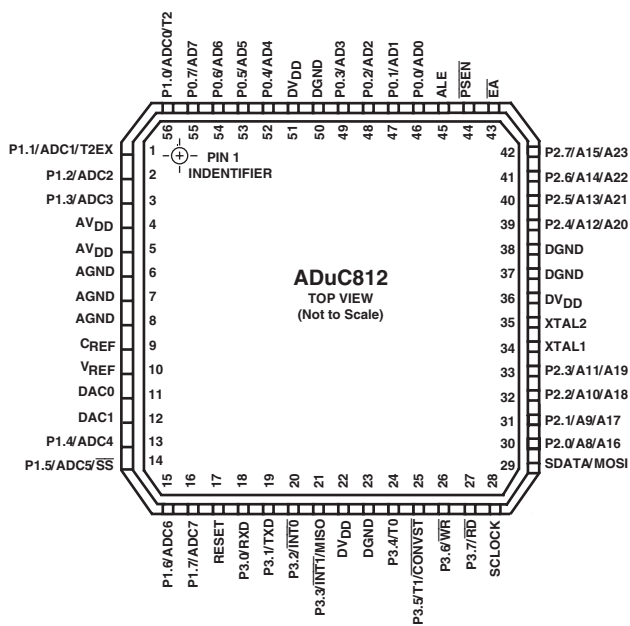 P1.0/ADC0/T2
P0.7/AD7
P0.6/AD6
P0.5/AD5
P0.4/AD4
DVDD
DGND
P0.3/AD3
P0.2/AD2
P0.1/AD1
P0.0/AD0
ALE
PSEN
EA
56
55
54
53
52
51
50
49
48
47
46
45
44
43
P1.1/ADC1/T2EX 1
P1.2/ADC2 2
P1.3/ADC3 3
AVDD 4
AVDD 5
AGND 6
AGND 7
AGND 8
CREF 9
VREF 10
DAC0 11
DAC1 12
P1.4/ADC4 13
P1.5/ADC5/SS 14
PIN 1
INDENTIFIER
ADuC812
TOP VIEW
(Not to Scale)
42 P2.7/A15/A23
41 P2.6/A14/A22
40 P2.5/A13/A21
39 P2.4/A12/A20
38 DGND
37 DGND
36 DVDD
35 XTAL2
34 XTAL1
33 P2.3/A11/A19
32 P2.2/A10/A18
31 P2.1/A9/A17
30 P2.0/A8/A16
29 SDATA/MOSI
15
16
17
18
19
20
21
22
23
24
25
26
27
28
P1.6/ADC6
P1.7/ADC7
RESET
P3.0/RXD
P3.1/TXD
P3.2/INT0
P3.3/INT1/MISO
DVDD
DGND
P3.4/T0
P3.5/T1/CONVST
P3.6/WR
P3.7/RD
SCLOCK